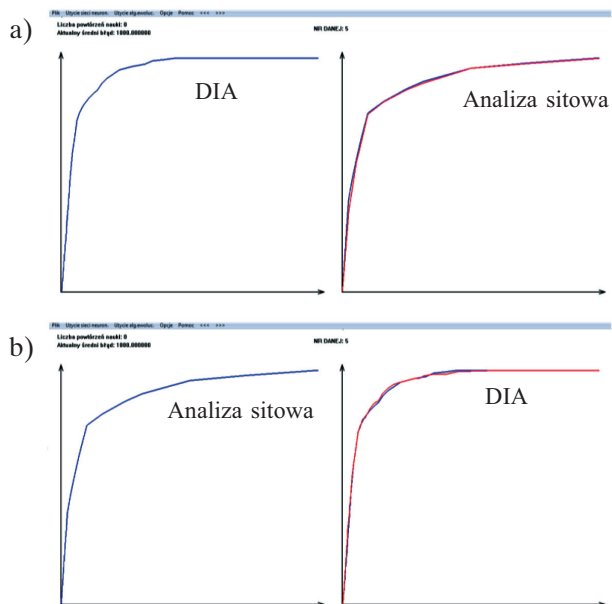 a)
Plik Użycie sieci neuron. Użycie alg.ewoluc. Opcje Pomoc <<< >>>
Liczba powtórzeń nauki: 0
Aktualny średni błąd: 1000.000000
NR DANEJ: 5
DIA
Analiza sitowa
b)
Plik Użycie sieci neuron. Użycie alg.ewoluc. Opcje Pomoc <<< >>>
Liczba powtórzeń nauki: 0
Aktualny średni błąd: 1000.000000
NR DANEJ: 5
Analiza sitowa
DIA